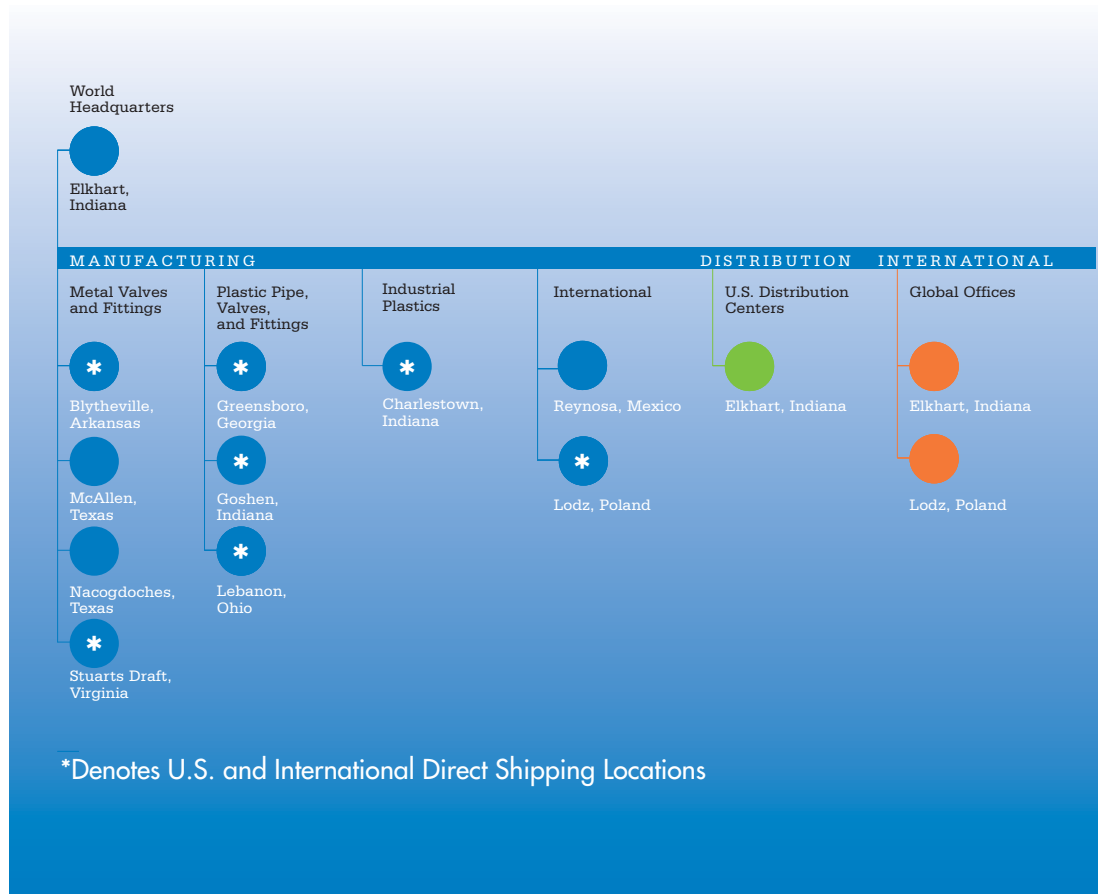 World
Headquarters
Elkhart,
Indiana
MANUFACTURING
DISTRIBUTION
INTERNATIONAL
Metal Valves
and Fittings
*
Blytheville,
Arkansas
McAllen,
Texas
Nacogdoches,
Texas
*
Stuarts Draft,
Virginia
Plastic Pipe,
Valves,
and Fittings
*
Greensboro,
Georgia
*
Goshen,
Indiana
*
Lebanon,
Ohio
Industrial
Plastics
*
Charlestown,
Indiana
International
Reynosa, Mexico
*
Lodz, Poland
U.S. Distribution
Centers
Elkhart, Indiana
Global Offices
Elkhart, Indiana
Lodz, Poland
*Denotes U.S. and International Direct Shipping Locations